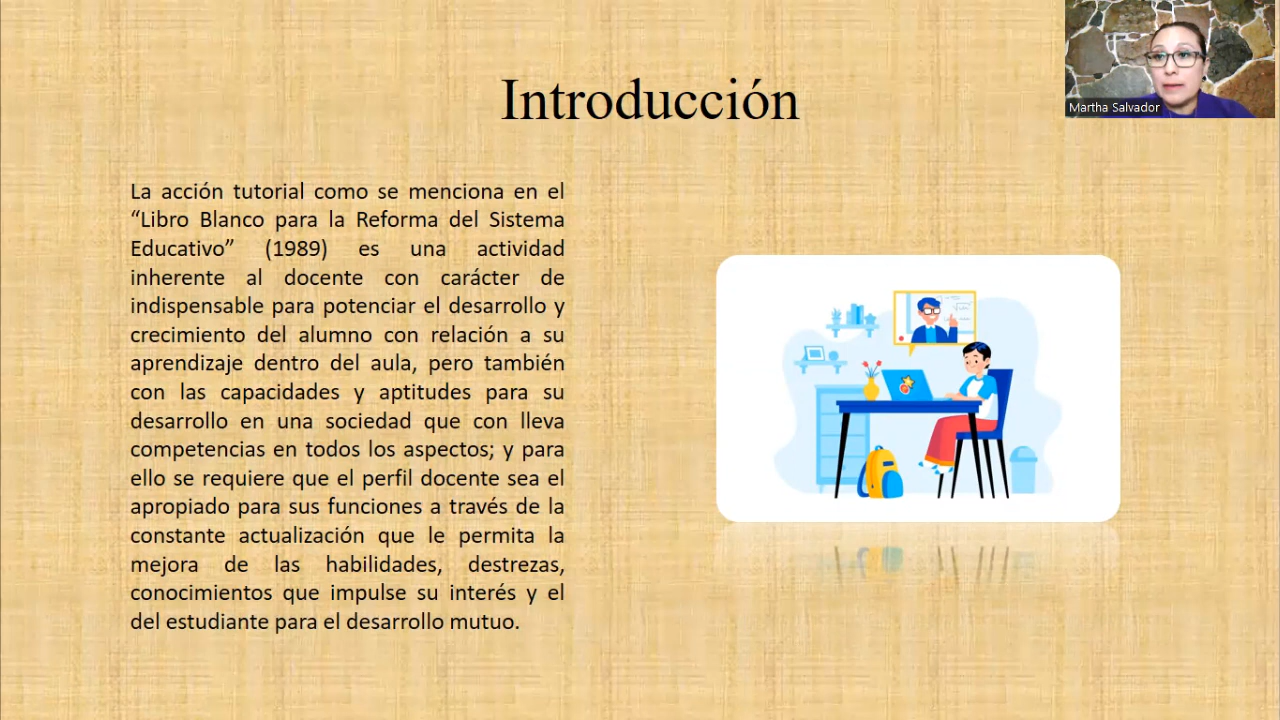 Introducción
Martha Salvador
La acción tutorial como se menciona en el
“Libro Blanco para la Reforma del Sistema
Educativo” (1989) es una actividad
inherente al docente con carácter de
indispensable para potenciar el desarrollo y
crecimiento del alumno con relación a su
aprendizaje dentro del aula, pero también
con las capacidades y aptitudes para su
desarrollo en una sociedad que con lleva
competencias en todos los aspectos; y para
ello se requiere que el perfil docente sea el
apropiado para sus funciones a través de la
constante actualización que le permita la
mejora de las habilidades, destrezas,
conocimientos que impulse su interés y el
del estudiante para el desarrollo mutuo.